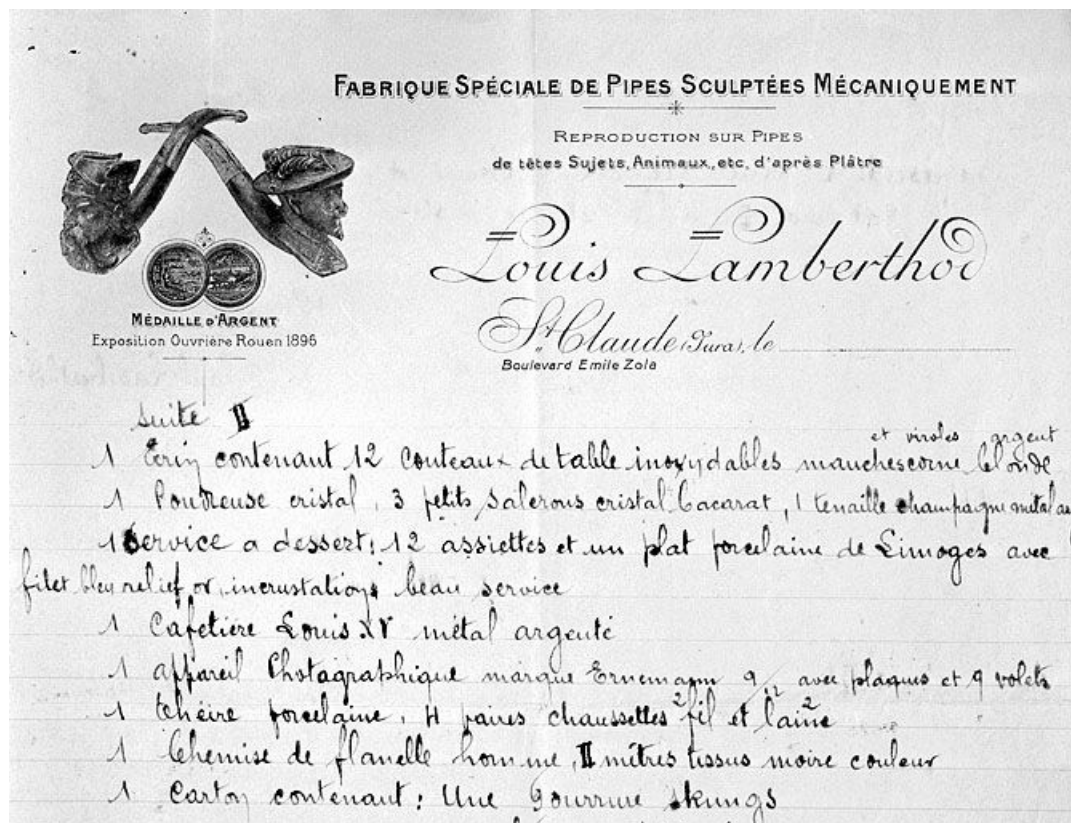 FABRIQUE SPÉCIALE DE PIPES SCULPTÉES MÉCANIQUEMENT
REPRODUCTION SUR PIPES
de têtes Sujets, Animaux, etc, d'après Plâtre
Louis Lamberthod
St Claude (Jura), le
Boulevard Emile Zola
MÉDAILLE D'ARGENT
Exposition Ouvrière Rouen 1896
suite II
et viroles argent
1 Ecrin contenant 12 Couteaux de table inoxydables manches corne blonde
1 Poudreuse cristal, 3 petits salerons cristal Bacarat, 1 tenaille champagne métal
1 Service a dessert: 12 assiettes et un plat porcelaine de Limoges avec
filet bleu relief or, incrustations beau service
1 Cafetière Louis XV métal argenté
1 appareil Photagraphique marque Ernemann 9/12 avec plaques et 9 volets
1 théire porcelaine, 4 paires chaussettes 2 fil et 2 laine
1 Chemise de flanelle homme, II mètres tissus moire couleur
1 Carton contenant: Une skungs